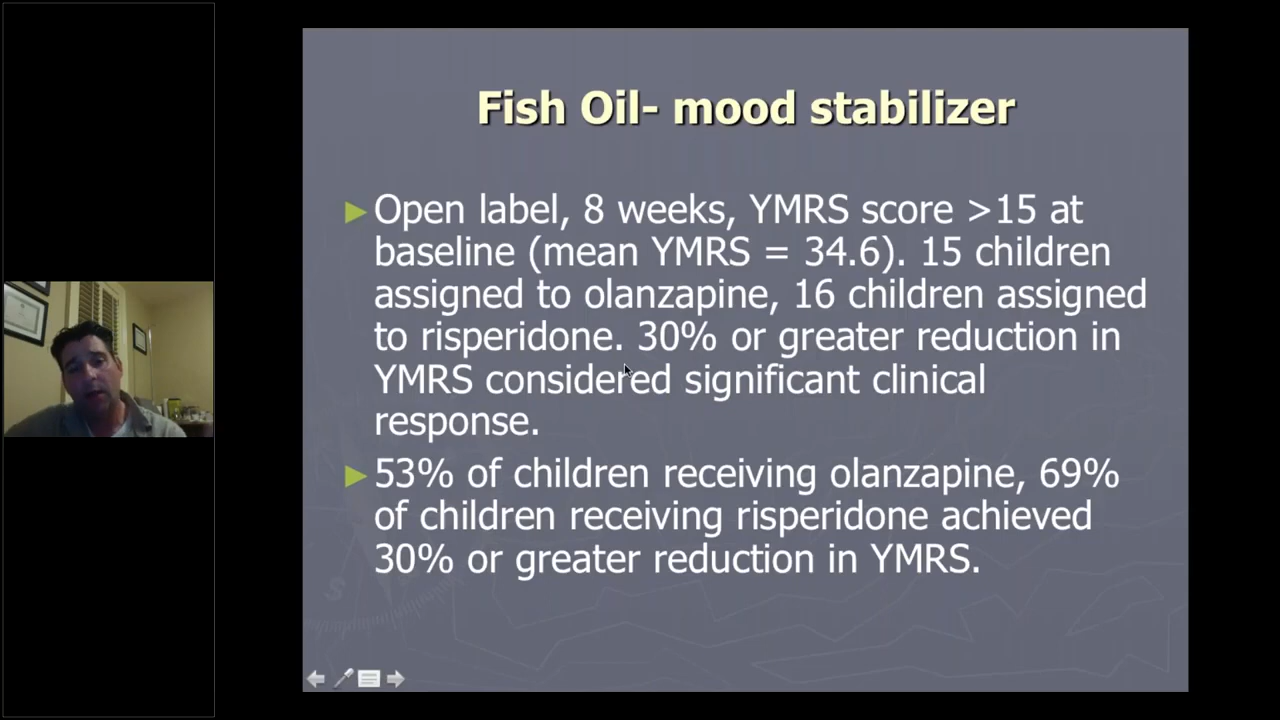 Fish Oil- mood stabilizer
Open label, 8 weeks, YMRS score >15 at
baseline (mean YMRS = 34.6). 15 children
assigned to olanzapine, 16 children assigned
to risperidone. 30% or greater reduction in
YMRS considered significant clinical
response.
53% of children receiving olanzapine, 69%
of children receiving risperidone achieved
30% or greater reduction in YMRS.